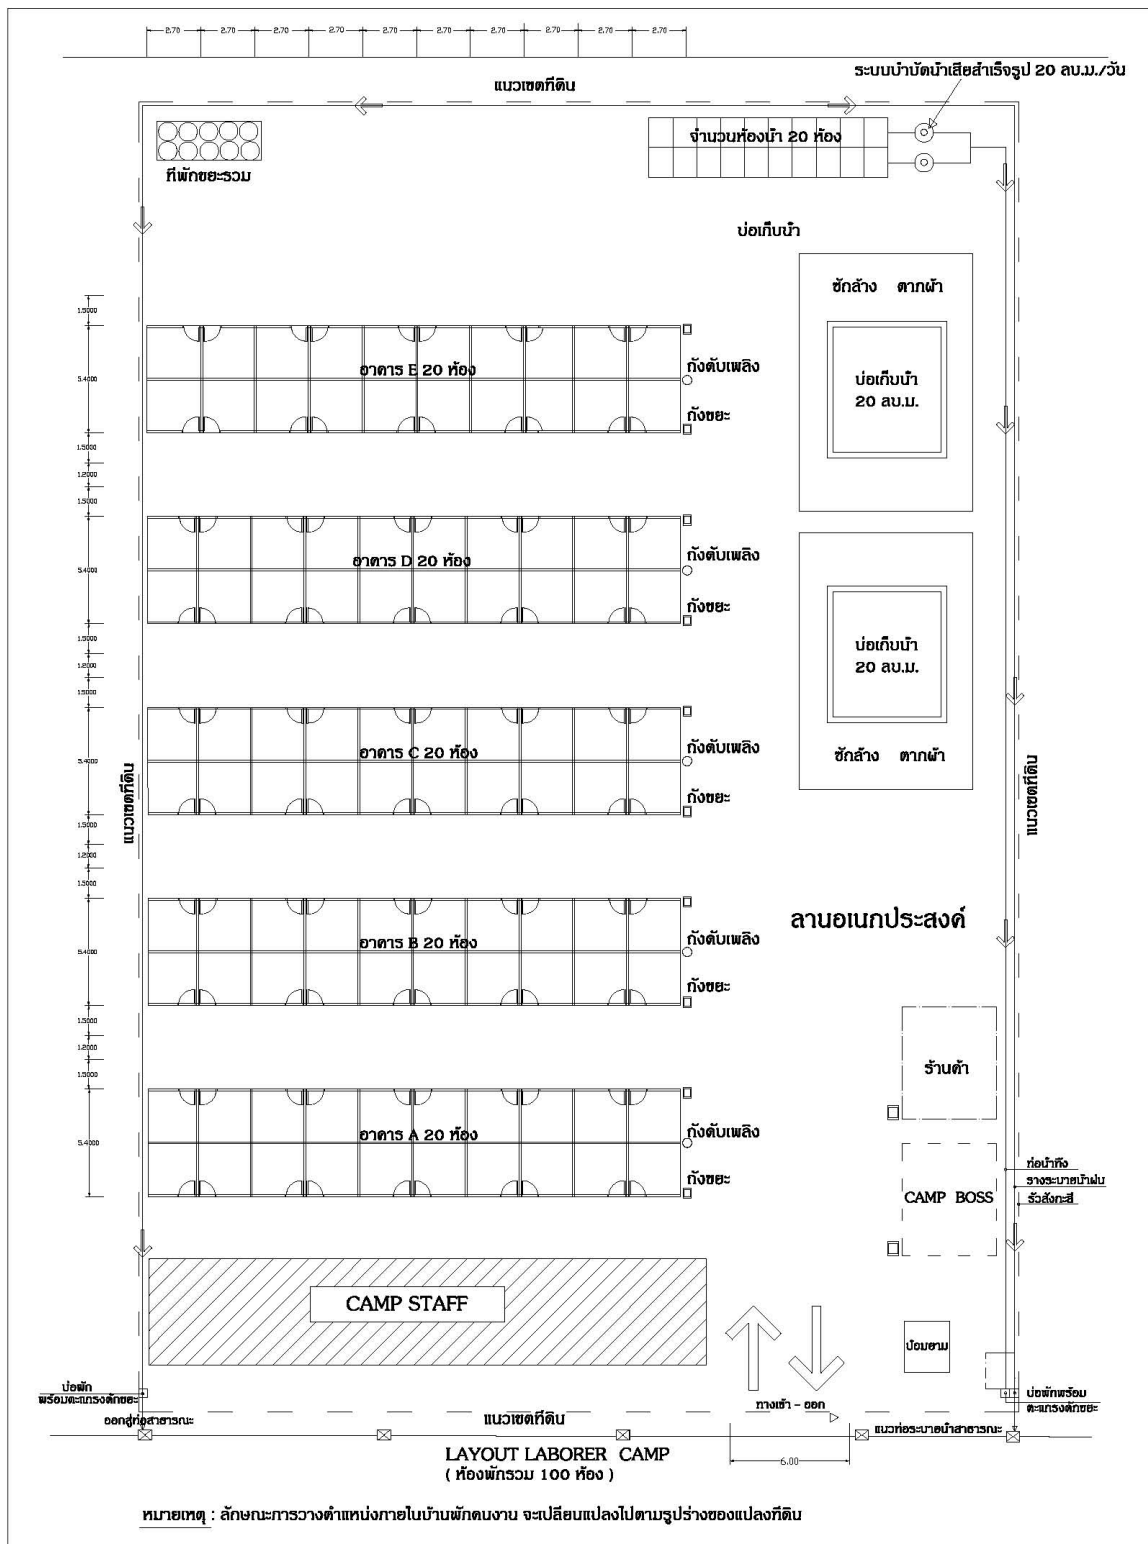 2.70 2.70 2.70 2.70 2.70 2.70 2.70 2.70 2.70 2.70
ระบบบำบัดน้ำเสียสำเร็จรูป 20 ลบ.ม./วัน
แนวเขตที่ดิน
จำนวนห้องน้ำ 20 ห้อง
ที่พักขยะรวม
บ่อเก็บน้ำ
ซักล้าง ตากผ้า
1.5000
อาคาร E 20 ห้อง
ถังดับเพลิง
5.4000
บ่อเก็บน้ำ
20 ลบ.ม.
ถังขยะ
1.5000
1.2000
1.5000
อาคาร D 20 ห้อง
ถังดับเพลิง
5.4000
ถังขยะ
1.5000
1.2000
1.5000
บ่อเก็บน้ำ
20 ลบ.ม.
อาคาร C 20 ห้อง
ถังดับเพลิง
5.4000
ซักล้าง ตากผ้า
ถังขยะ
แนวเขตที่ดิน
แนวเขตที่ดิน
1.5000
1.2000
1.5000
ลานอเนกประสงค์
อาคาร B 20 ห้อง
ถังดับเพลิง
5.4000
ถังขยะ
1.5000
1.2000
1.5000
ร้านค้า
อาคาร A 20 ห้อง
ถังดับเพลิง
5.4000
ถังขยะ
ท่อน้ำทิ้ง
รางระบายน้ำฝน
รั้วสังกะสี
CAMP BOSS
CAMP STAFF
ป้อมยาม
บ่อพัก
พร้อมตะแกรงดักขยะ
บ่อพักพร้อม
ตะแกรงดักขยะ
ทางเข้า - ออก
ออกสู่ท่อสาธารณะ
แนวเขตที่ดิน
แนวท่อระบายน้ำสาธารณะ
LAYOUT LABORER CAMP
6.00
( ห้องพักรวม 100 ห้อง )
หมายเหตุ : ลักษณะการวางตำแหน่งภายในบ้านพักคนงาน จะเปลี่ยนแปลงไปตามรูปร่างของแปลงที่ดิน